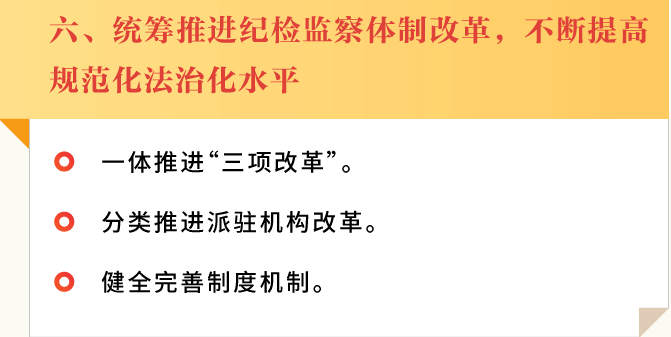 六、统筹推进纪检监察体制改革，不断提高
规范化法治化水平
一体推进“三项改革”。
分类推进派驻机构改革。
健全完善制度机制。